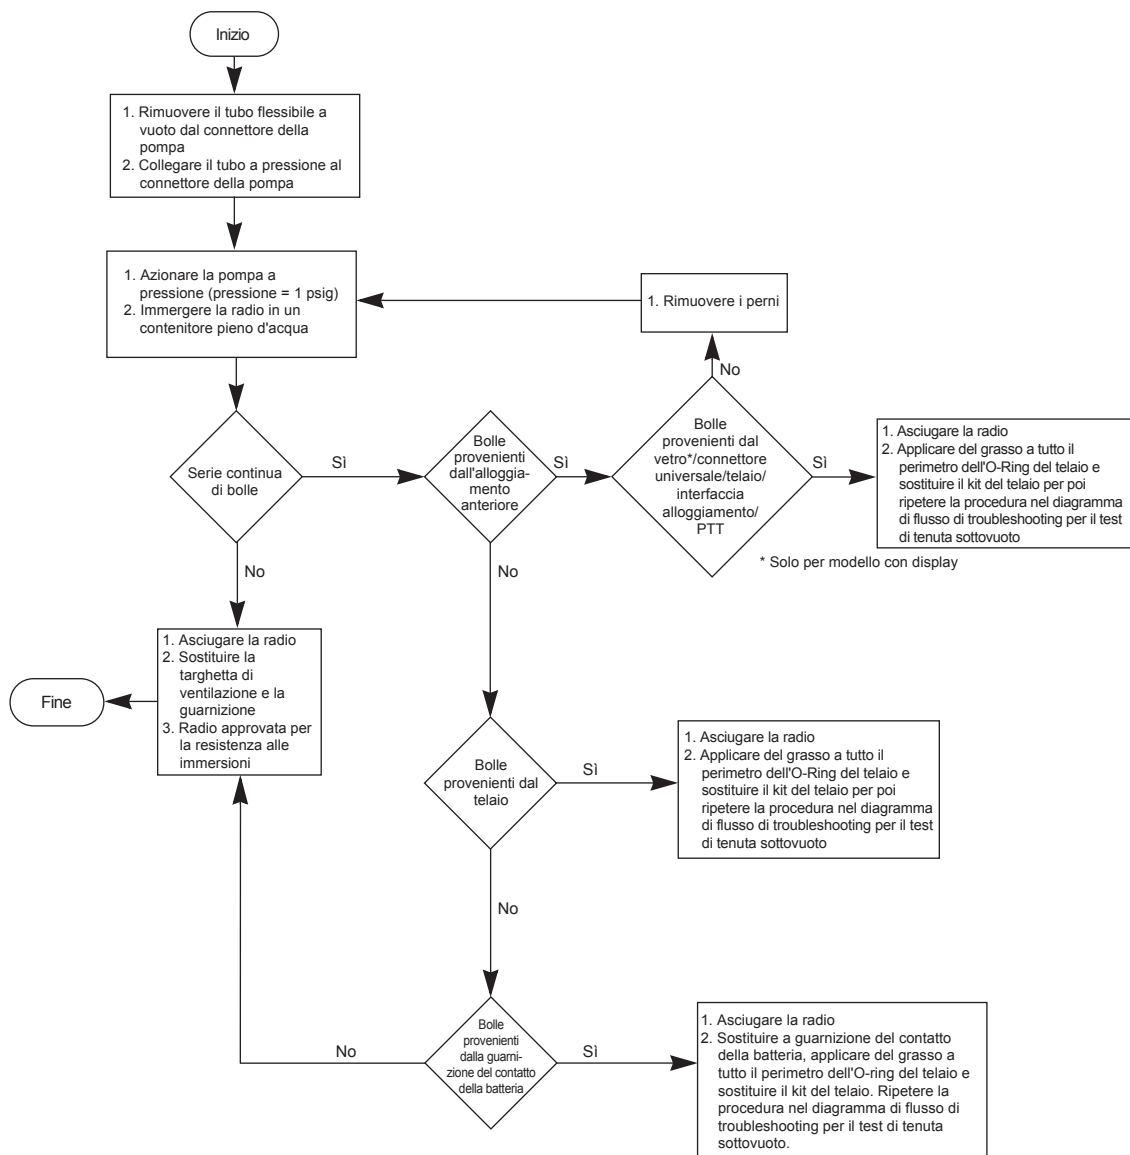 Inizio
1. Rimuovere il tubo flessibile a
vuoto dal connettore della
pompa
2. Collegare il tubo a pressione al
connettore della pompa
1. Azionare la pompa a
pressione (pressione = 1 psig)
2. Immergere la radio in un
contenitore pieno d'acqua
1. Rimuovere i perni
No
Serie continua
di bolle
Sì
Bolle
provenienti
dall'alloggia-
mento
anteriore
Sì
Bolle
provenienti dal
vetro*/connettore
universale/telaio/
interfaccia
alloggiamento/
PTT
Sì
1. Asciugare la radio
2. Applicare del grasso a tutto il
perimetro dell'O-Ring del telaio e
sostituire il kit del telaio per poi
ripetere la procedura nel diagramma
di flusso di troubleshooting per il test
di tenuta sottovuoto
* Solo per modello con display
No
No
1. Asciugare la radio
2. Sostituire la
targhetta di
ventilazione e la
guarnizione
3. Radio approvata per
la resistenza alle
immersioni
Fine
Bolle
provenienti dal
telaio
Sì
1. Asciugare la radio
2. Applicare del grasso a tutto il
perimetro dell'O-Ring del telaio e
sostituire il kit del telaio per poi
ripetere la procedura nel diagramma
di flusso di troubleshooting per il test
di tenuta sottovuoto
No
Bolle
provenienti
dalla guarni-
zione del contatto
della batteria
No
Sì
1. Asciugare la radio
2. Sostituire a guarnizione del contatto
della batteria, applicare del grasso a
tutto il perimetro dell'O-ring del telaio e
sostituire il kit del telaio. Ripetere la
procedura nel diagramma di flusso di
troubleshooting per il test di tenuta
sottovuoto.